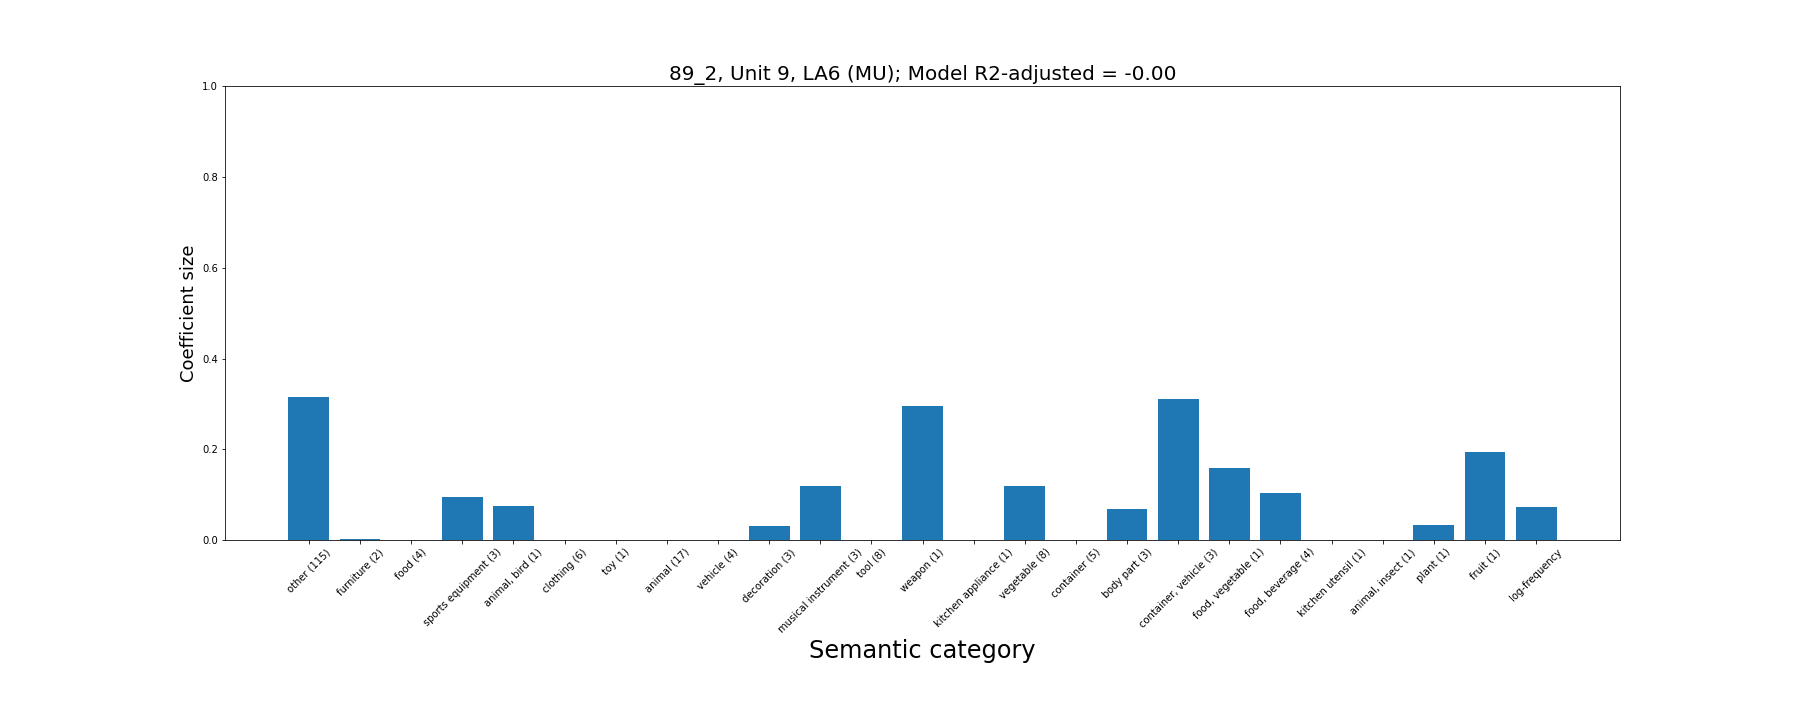 89_2, Unit 9, LA6 (MU); Model R2-adjusted = -0.00
Coefficient size
1.0
0.8
0.6
0.4
0.2
0.0
other (115)
furniture (2)
food (4)
sports equipment (3)
animal, bird (1)
clothing (6)
toy (1)
animal (17)
vehicle (4)
decoration (3)
musical instrument (3)
tool (8)
weapon (1)
kitchen appliance (1)
vegetable (8)
container (5)
body part (3)
container, vehicle (3)
food, vegetable (1)
food, beverage (4)
kitchen utensil (1)
animal, insect (1)
plant (1)
fruit (1)
log-frequency
Semantic category